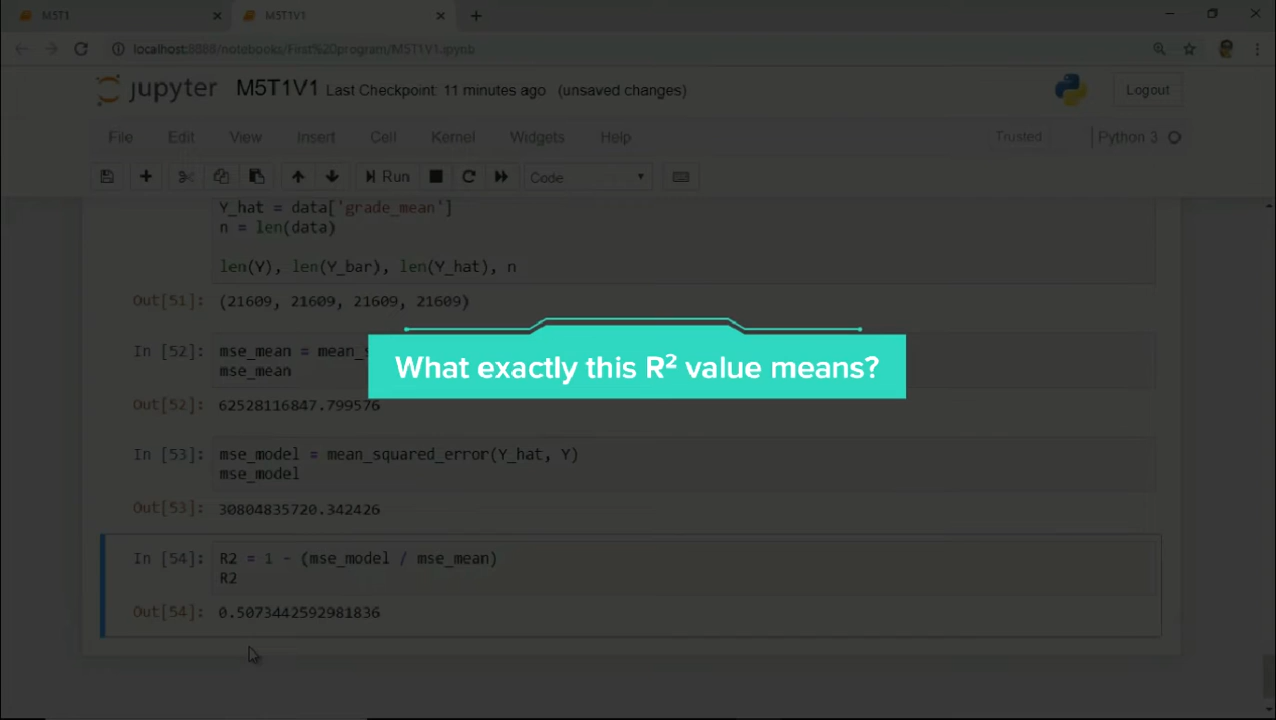 M5T1
M5T1V1
localhost:8888/notebooks/First%20program/M5T1V1.ipynb
jupyter M5T1V1 Last Checkpoint: 11 minutes ago (unsaved changes)
Logout
File Edit View Insert Cell Kernel Widgets Help
Trusted
Python 3
Run
Code
Y_hat = data['grade_mean']
n = len(data)
len(Y), len(Y_bar), len(Y_hat), n
Out[51]: (21609, 21609, 21609, 21609)
In [52]: mse_mean = mean_s
mse_mean
What exactly this R² value means?
Out[52]: 62528116847.799576
In [53]: mse_model = mean_squared_error(Y_hat, Y)
mse_model
Out[53]: 30804835720.342426
In [54]: R2 = 1 - (mse_model / mse_mean)
R2
Out[54]: 0.5073442592981836